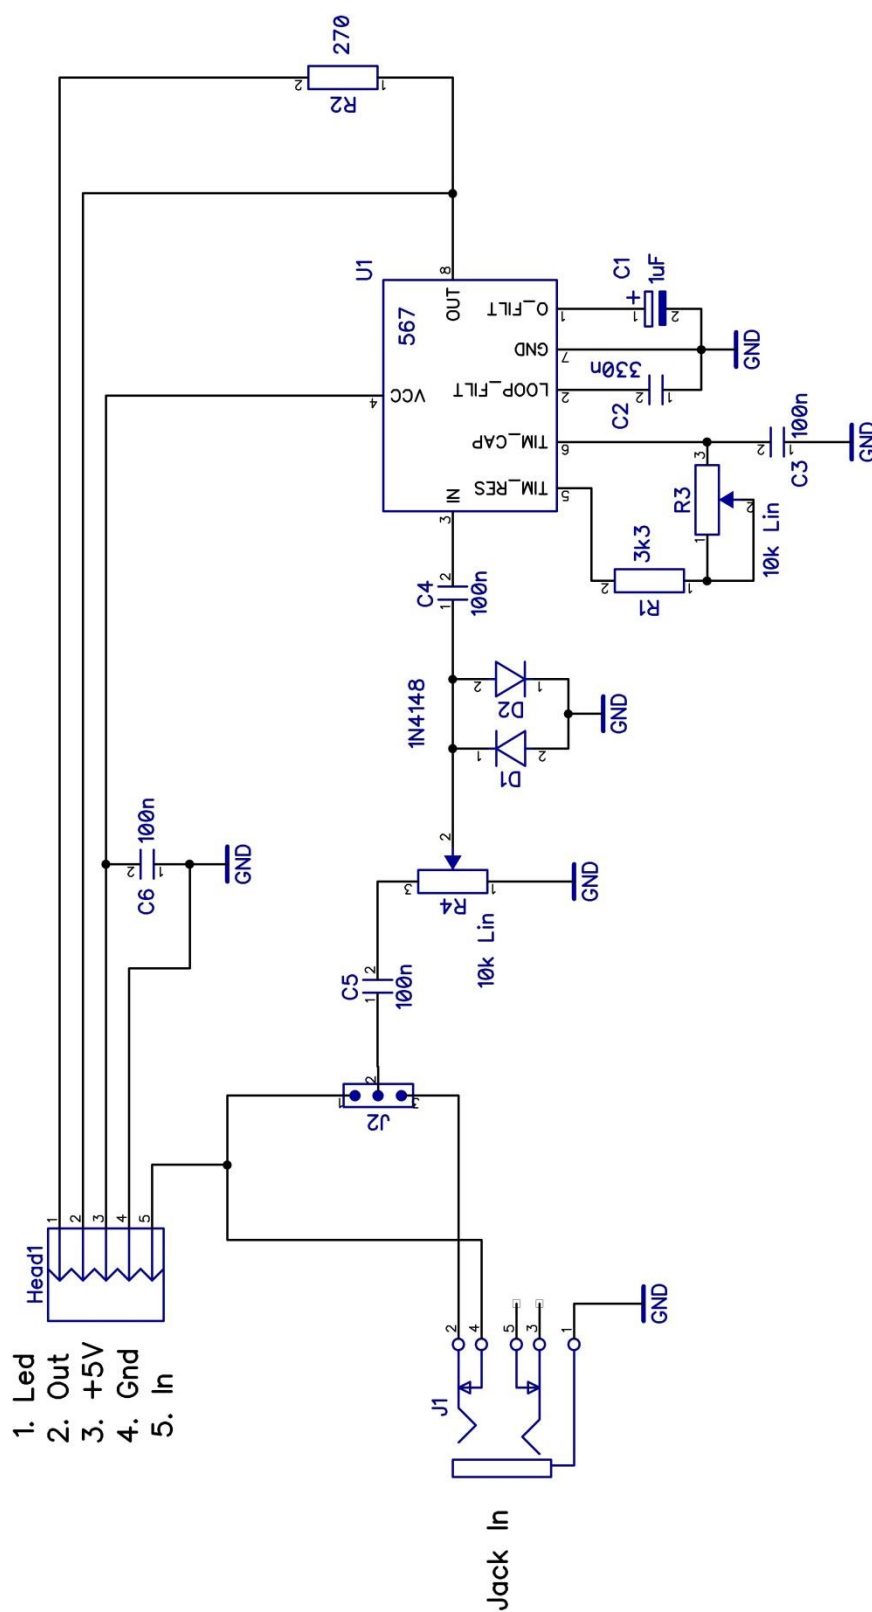 1. Led
2. Out
3. +5V
4. Gnd
5. In
Head1
1
2
3
4
5
270
2
1
R2
U1
567
8
OUT
4
VCC
3
IN
O_FILT
1
GND
7
LOOP_FILT
2
TIM_CAP
6
TIM_RES
5
C1
1uF
+
1
2
GND
330n
C2
2
1
C3
100n
2
1
GND
R3
10k Lin
3
2
1
3k3
R1
2
1
C4
100n
1
2
1N4148
D2
2
1
D1
1
2
GND
C6
100n
2
1
GND
R4
10k Lin
3
2
1
GND
C5
100n
1
2
J2
1
2
3
J1
2
4
5
3
1
GND
Jack In